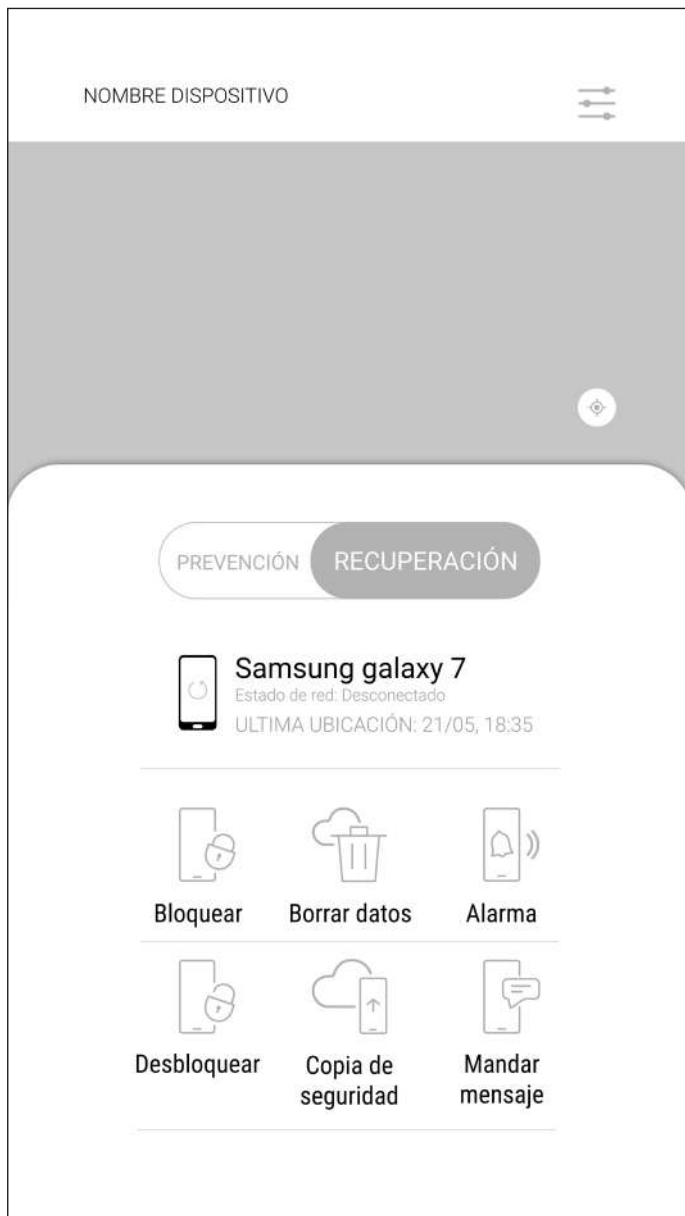 NOMBRE DISPOSITIVO
PREVENCIÓN
RECUPERACIÓN
Samsung galaxy 7
Estado de red: Desconectado
ULTIMA UBICACIÓN: 21/05, 18:35
Bloquear
Borrar datos
Alarma
Desbloquear
Copia de
seguridad
Mandar
mensaje